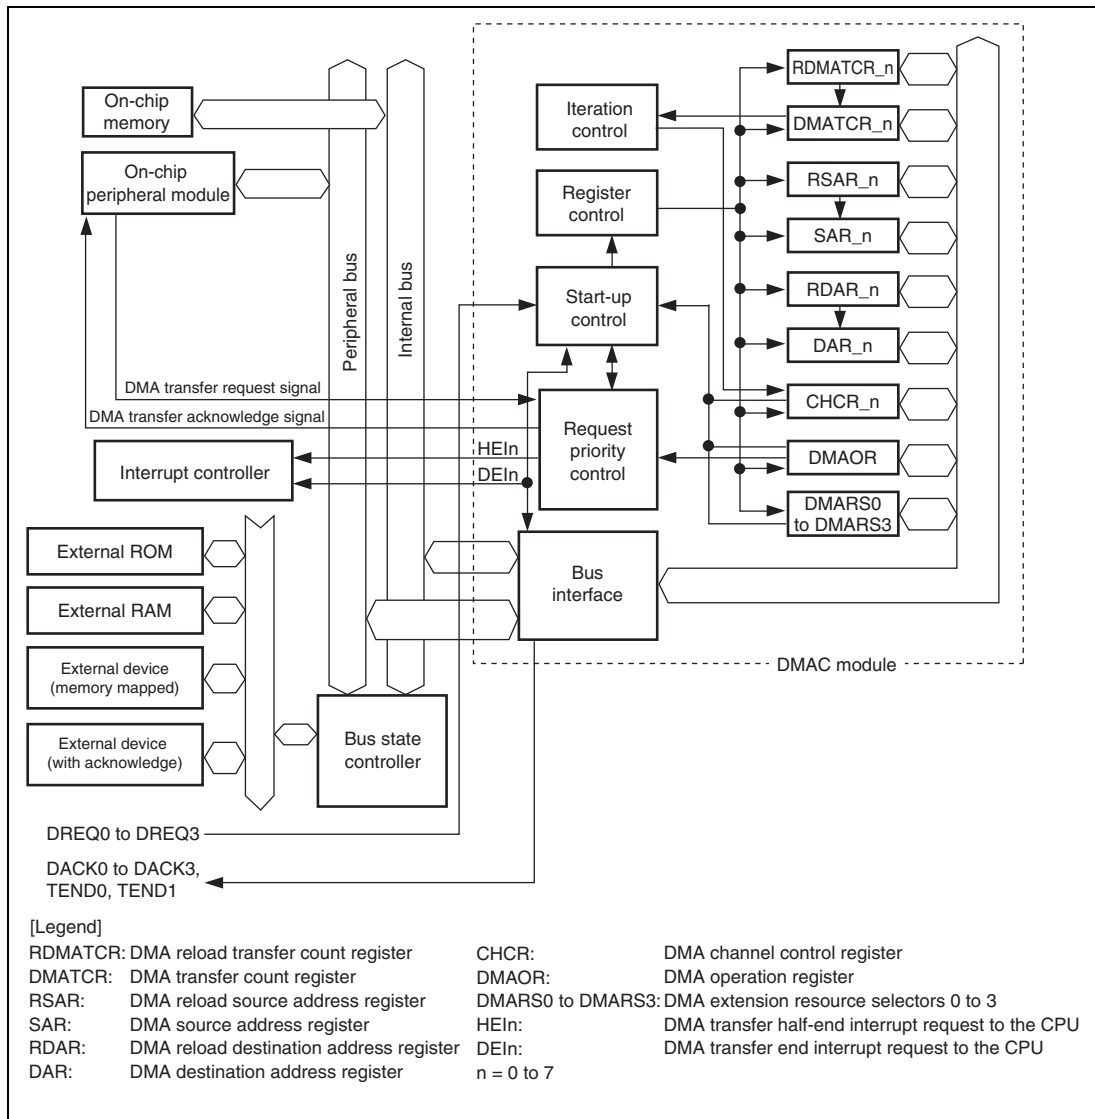 On-chip
memory
On-chip
peripheral module
Peripheral bus
Internal bus
Iteration
control
Register
control
Start-up
control
Request
priority
control
Bus
interface
RDMATCR_n
DMATCR_n
RSAR_n
SAR_n
RDAR_n
DAR_n
CHCR_n
DMAOR
DMARS0
to DMARS3
DMA transfer request signal
DMA transfer acknowledge signal
HEIn
DEIn
Interrupt controller
External ROM
External RAM
External device
(memory mapped)
External device
(with acknowledge)
Bus state
controller
DMAC module
DREQ0 to DREQ3
DACK0 to DACK3,
TEND0, TEND1
[Legend]
RDMATCR: DMA reload transfer count register
DMATCR: DMA transfer count register
RSAR: DMA reload source address register
SAR: DMA source address register
RDAR: DMA reload destination address register
DAR: DMA destination address register
CHCR: DMA channel control register
DMAOR: DMA operation register
DMARS0 to DMARS3: DMA extension resource selectors 0 to 3
HEIn: DMA transfer half-end interrupt request to the CPU
DEIn: DMA transfer end interrupt request to the CPU
n = 0 to 7